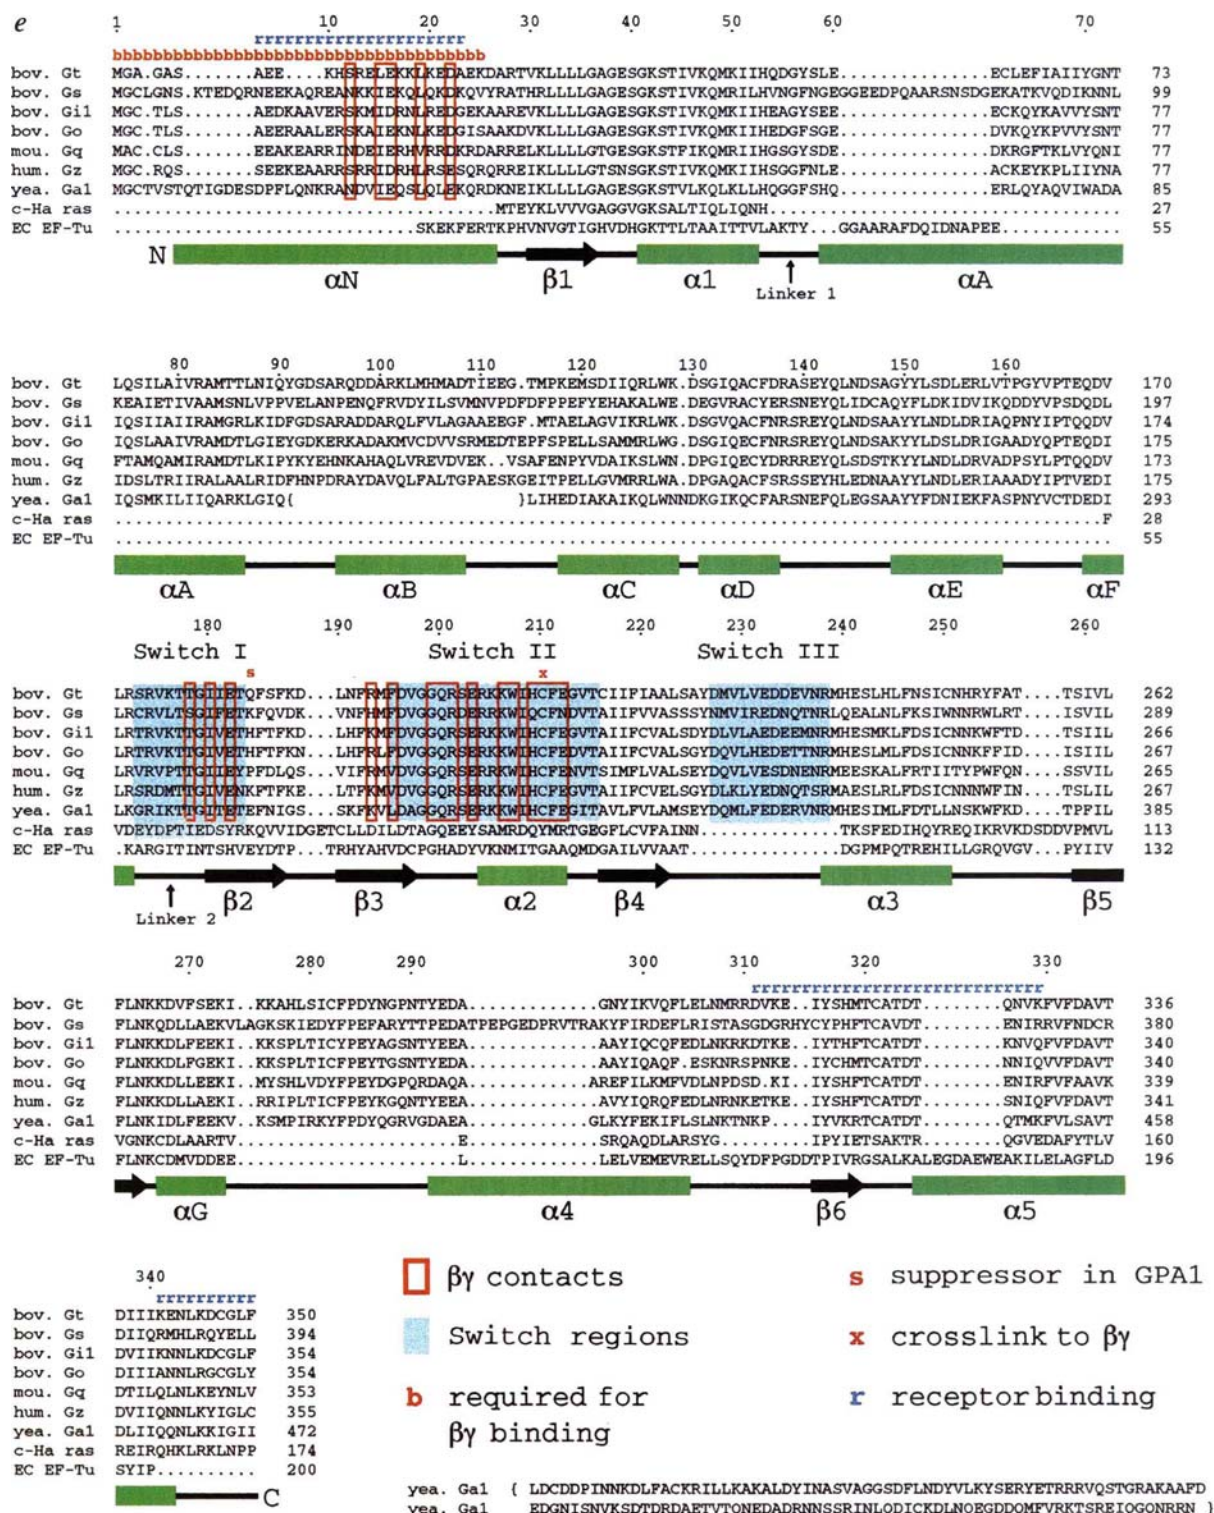 e
1 10 20 30 40 50 60 70
rrrrrrrrrrrrrrrrrrrrr
bbbbbbbbbbbbbbbbbbbbbbbbbbbbbbbbbbbbb
bov. Gt MGA.GAS.......AEE....KHSRELEKKLKEDAEKDARTVKLLLLGAGESGKSTIVKQMKIIHQDGYSLE..............ECLEFIAIIYGNT 73
bov. Gs MGCLGNS.KTEDQRNEEKAQREANKKIEKQLQKDKQVYRATHRLLLLGAGESGKSTIVKQMRILHVNGFNGEGGEEDPQAARSNSDGEKATKVQDIKNNL 99
bov. Gi1 MGC.TLS.......AEDKAAVERSKMIDRNLREDGEKAAREVKLLLLGAGESGKSTIVKQMKIIHEAGYSEE..............ECKQYKAVVYSNT 77
bov. Go MGC.TLS.......AEERAALERSKAIEKNLKEDGISAAKDVKLLLLGAGESGKSTIVKQMKIIHEDGFSGE..............DVKQYKPVVYSNT 77
mou. Gq MAC.CLS.......EEAKEARRINDEIERHVRRDKRDARRELKLLLLGTGESGKSTFIKQMRIIHGSGYSDE..............DKRGFTKLVYQNI 77
hum. Gz MGC.RQS.......SEEKEAARRSRRIDRHLRSESQRQRREIKLLLLGTSNSGKSTIVKQMKIIHSGGFNLE..............ACKEYKPLIIYNA 77
yea. Ga1 MGCTVSTQTIGDESDPFLQNKRANDVIEQSLQLEKQRDKNEIKLLLLGAGESGKSTVLKQLKLLHQGGFSHQ..............ERLQYAQVIWADA 85
c-Ha ras ......................................MTEYKLVVVGAGGVGKSALTIQLIQNH.................................. 27
EC EF-Tu ..............................SKEKFERTKPHVNVGTIGHVDHGKTTLTAAITTVLAKTY...GGAARAFDQIDNAPEE............ 55
N αN β1 α1 Linker 1 αA
80 90 100 110 120 130 140 150 160
bov. Gt LQSILAIVRAMTTLNIQYGDSARQDDARKLMHMADTIEEG.TMPKEMSDIIQRLWK.DSGIQACFDRASEYQLNDSAGYYLSDLERLVTPGYVPTEQDV 170
bov. Gs KEAIETIVAAMSNLVPPVELANPENQFRVDYILSVMNVPDFDFPPEFYEHAKALWE.DEGVRACYERSNEYQLIDCAQYFLDKIDVIKQDDYVPSDQDL 197
bov. Gi1 IQSIIAIIRAMGRLKIDFGDSARADDARQLFVLAGAAEEGF.MTAELAGVIKRLWK.DSGVQACFNRSREYQLNDSAAYYLNDLDRIAQPNYIPTQQDV 174
bov. Go IQSLAAIVRAMDTLGIEYGDKERKADAKMVCDVVSRMEDTEPFSPELLSAMMRLWG.DSGIQECFNRSREYQLNDSAKYYLDSLDRIGAADYQPTEQDI 175
mou. Gq FTAMQAMIRAMDTLKIPYKYEHNKAHAQLVREVDVEK..VSAFENPYVDAIKSLWN.DPGIQECYDRRREYQLSDSTKYYLNDLDRVADPSYLPTQQDV 173
hum. Gz IDSLTRIIRALAALRIDFHNPDRAYDAVQLFALTGPAESKGEITPELLGVMRRLWA.DPGAQACFSRSSEYHLEDNAAYYLNDLERIAAADYIPTVEDI 175
yea. Ga1 IQSMKILIIQARKLGIQ{ }LIHEDIAKAIKQLWNNDKGIKQCFARSNEFQLEGSAAYYFDNIEKFASPNYVCTDEDI 293
c-Ha ras ..................................................................................................F 28
EC EF-Tu ................................................................................................... 55
αA αB αC αD αE αF
180 190 200 210 220 230 240 250 260
Switch I Switch II Switch III
s x
bov. Gt LRSRVKTTGIIETQFSFKD...LNFRMFDVGGQRSERKKWIHCFEGVTCIIFIAALSAYDMVLVEDDEVNRMHESLHLFNSICNHRYFAT....TSIVL 262
bov. Gs LRCRVLTSGIFETKFQVDK...VNFHMFDVGGQRDERRKWIQCFNDVTAIIFVVASSSYNMVIREDNQTNRLQEALNLFKSIWNNRWLRT....ISVIL 289
bov. Gi1 LRTRVKTTGIVETHFTFKD...LHFKMFDVGGQRSERKKWIHCFEGVTAIIFCVALSDYDLVLAEDEEMNRMHESMKLFDSICNNKWFTD....TSIIL 266
bov. Go LRTRVKTTGIVETHFTFKN...LHFRLFDVGGQRSERKKWIHCFEDVTAIIFCVALSGYDQVLHEDETTNRMHESLMLFDSICNNKFFID....ISIIL 267
mou. Gq LRVRVPTTGIIEYPFDLQS...VIFRMVDVGGQRSERRKWIHCFENVTSIMFLVALSEYDQVLVESDNENRMEESKALFRTIITYPWFQN....SSVIL 265
hum. Gz LRSRDMTTGIVENKFTFKE...LTFKMVDVGGQRSERKKWIHCFEGVTAIIFCVELSGYDLKLYEDNQTSRMAESLRLFDSICNNNWFIN....TSLIL 267
yea. Ga1 LKGRIKTTGITETEFNIGS...SKFKVLDAGGQRSERKKWIHCFEGITAVLFVLAMSEYDQMLFEDERVNRMHESIMLFDTLLNSKWFKD....TPFIL 385
c-Ha ras VDEYDPTIEDSYRKQVVIDGETCLLDILDTAGQEEYSAMRDQYMRTGEGFLCVFAINN.........TKSFEDIHQYREQIKRVKDSDDVPMVL 113
EC EF-Tu KARGITINTSHVEYDTP...TRHYAHVDCPGHADYVKNMITGAAQMDGAILVVAAT............DGPMPQTREHILLGRQVGV..PYIIV 132
Linker 2 β2 β3 α2 β4 α3 β5
270 280 290 300 310 320 330
rrrrrrrrrrrrrrrrrrrrrrrrrrrrr
bov. Gt FLNKKDVFSEKI..KKAHLSICFPDYNGPNTYEDA.............GNYIKVQFLELNMRRDVKE..IYSHMTCATDT.........QNVKFVFDAVT 336
bov. Gs FLNKQDLLAEKVLAGKSKIEDYFPEFARYTTPEDATPEPGEDPRVTRAKYFIRDEFLRISTASGDGRHYCYPHFTCAVDT.........ENIRRVFNDCR 380
bov. Gi1 FLNKKDLFEEKI..KKSPLTICYPEYAGSNTYEEA.............AAYIQCQFEDLNKRKDTKE..IYTHFTCATDT.........KNVQFVFDAVT 340
bov. Go FLNKKDLFGEKI..KKSPLTICFPEYTGSNTYEDA.............AAYIQAQF.ESKNRSPNKE..IYCHMTCATDT.........NNIQVVFDAVT 340
mou. Gq FLNKKDLLEEKI..MYSHLVDYFPEYDGPQRDAQA............AREFILKMFVDLNPDSD.KI..IYSHFTCATDT.........ENIRFVFAAVK 339
hum. Gz FLNKKDLLAEKI..RRIPLTICFPEYKGQNTYEEA.............AVYIQRQFEDLNRNKETKE..IYSHFTCATDT.........SNIQFVFDAVT 341
yea. Ga1 FLNKIDLFEEKV..KSMPIRKYFPDYQGRVGDAEA............GLKYFEKIFLSLNKTNKP....IYVKRTCATDT.........QTMKFVLSAVT 458
c-Ha ras VGNKCDLAARTV......................E.............SRQAQDLARSYG.........IPYIETSAKTR.........QGVEDAFYTLV 160
EC EF-Tu FLNKCDMVDDEE......................L.............LELVEMEVRELLSQYDFPGDDTPIVRGSALKALEGDAEWEAKILELAGFLD 196
αG α4 β6 α5
340
rrrrrrrrrr
bov. Gt DIIIKENLKDCGLF 350
bov. Gs DIIQRMHLRQYELL 394
bov. Gi1 DVIIKNNLKDCGLF 354
bov. Go DIIIANNLRGCGLY 354
mou. Gq DTILQLNLKEYNLV 353
hum. Gz DVIIQNNLKYIGLC 355
yea. Ga1 DLIIQQNLKKIGII 472
c-Ha ras REIRQHKLRKLNPP 174
EC EF-Tu SYIP.......... 200
C
βγ contacts
Switch regions
b required for βγ binding
s suppressor in GPA1
x crosslink to βγ
r receptor binding
yea. Ga1 { LDCDDPINNKDLFACKRILLKAKALDYINASVAGGSDFLNDYVLKYSERYETRRRVQSTGRAKAAFD
yea. Ga1 EDGNISNVKSDTDRDAETVTQNEDADRNNSSRINLQDICKDLNQEGDDQMFVRKTSREIQGQNRRN }